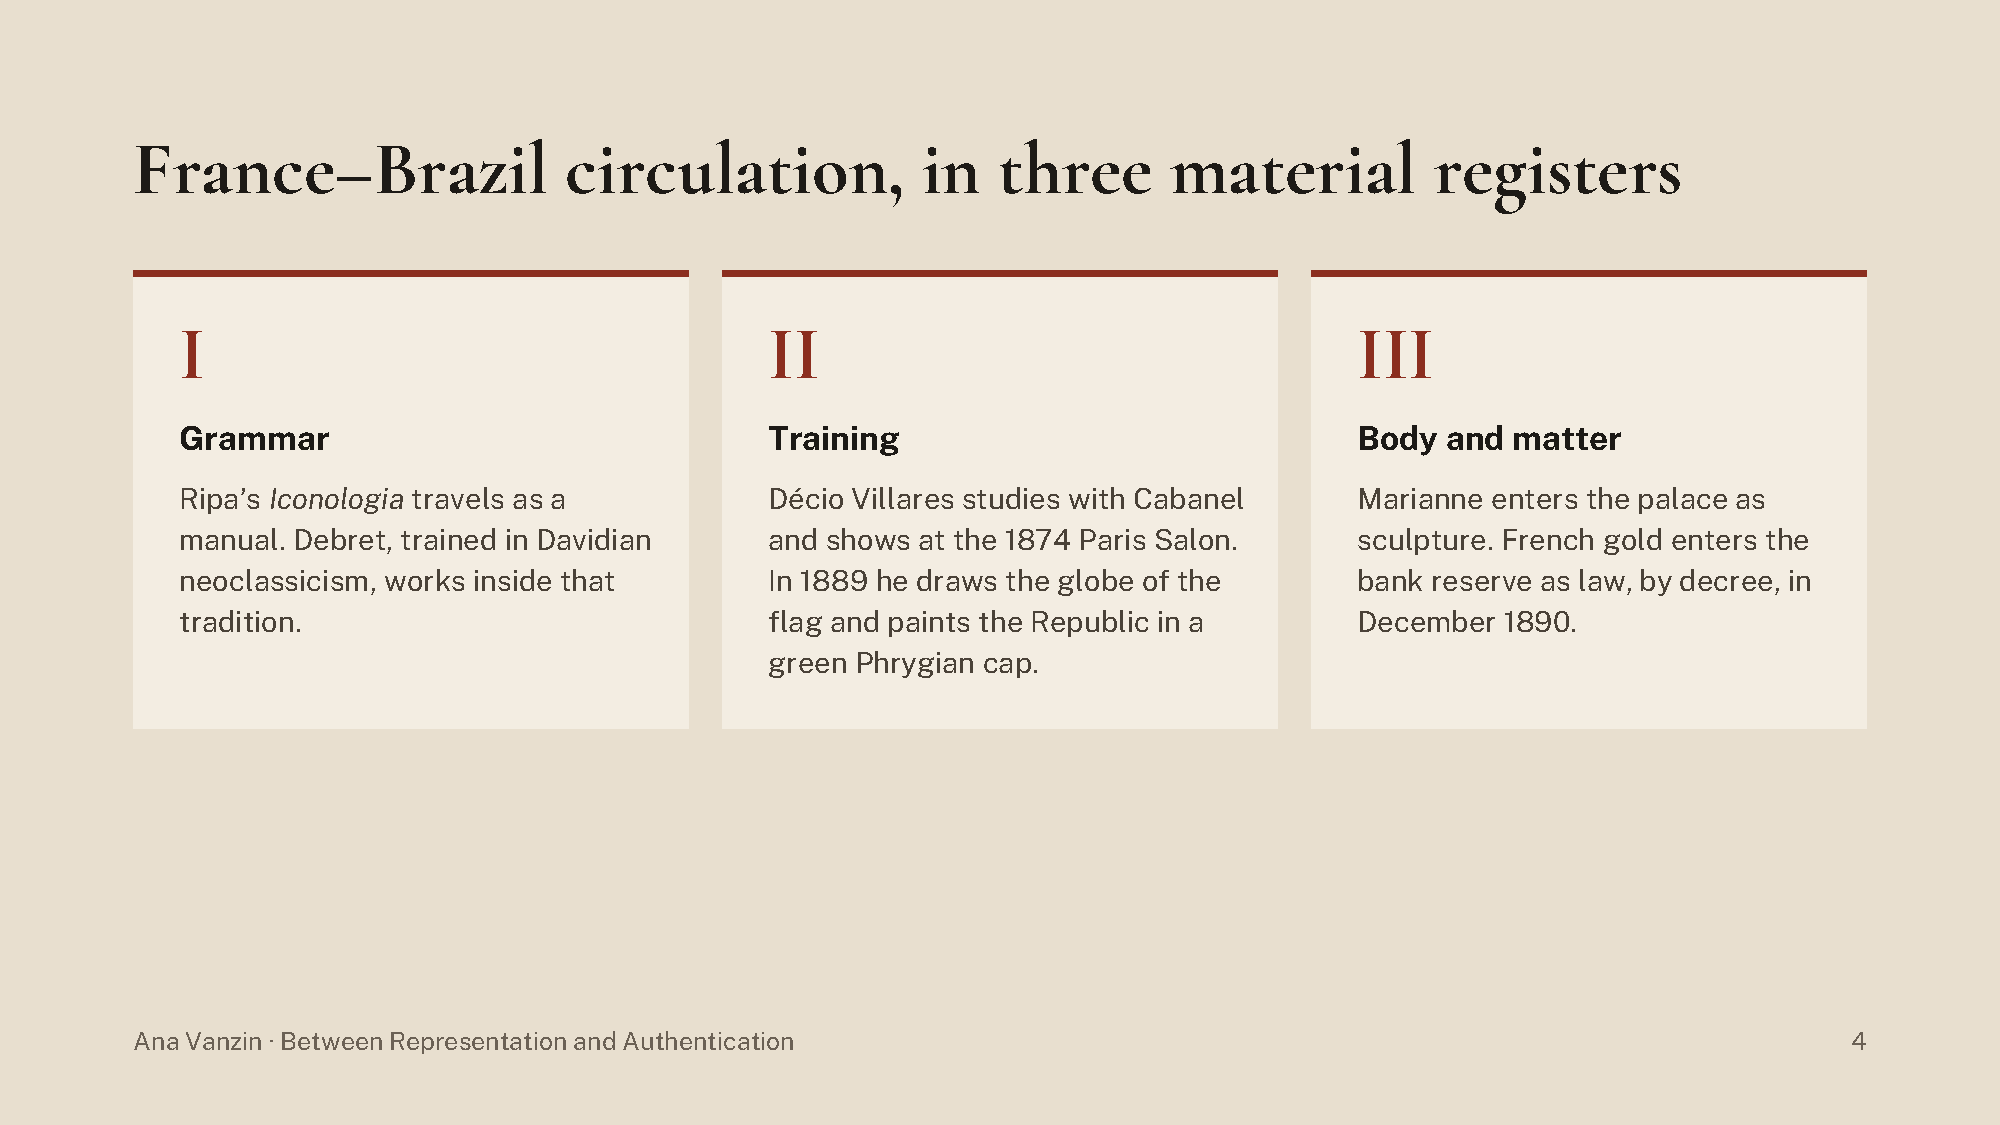 France–Brazil circulation, in three material registers
I
Grammar
Ripa’s Iconologia travels as a
manual. Debret, trained in Davidian
neoclassicism, works inside that
tradition.
II
Training
Décio Villares studies with Cabanel
and shows at the 1874 Paris Salon.
In 1889 he draws the globe of the
flag and paints the Republic in a
green Phrygian cap.
III
Body and matter
Marianne enters the palace as
sculpture. French gold enters the
bank reserve as law, by decree, in
December 1890.
Ana Vanzin · Between Representation and Authentication
4